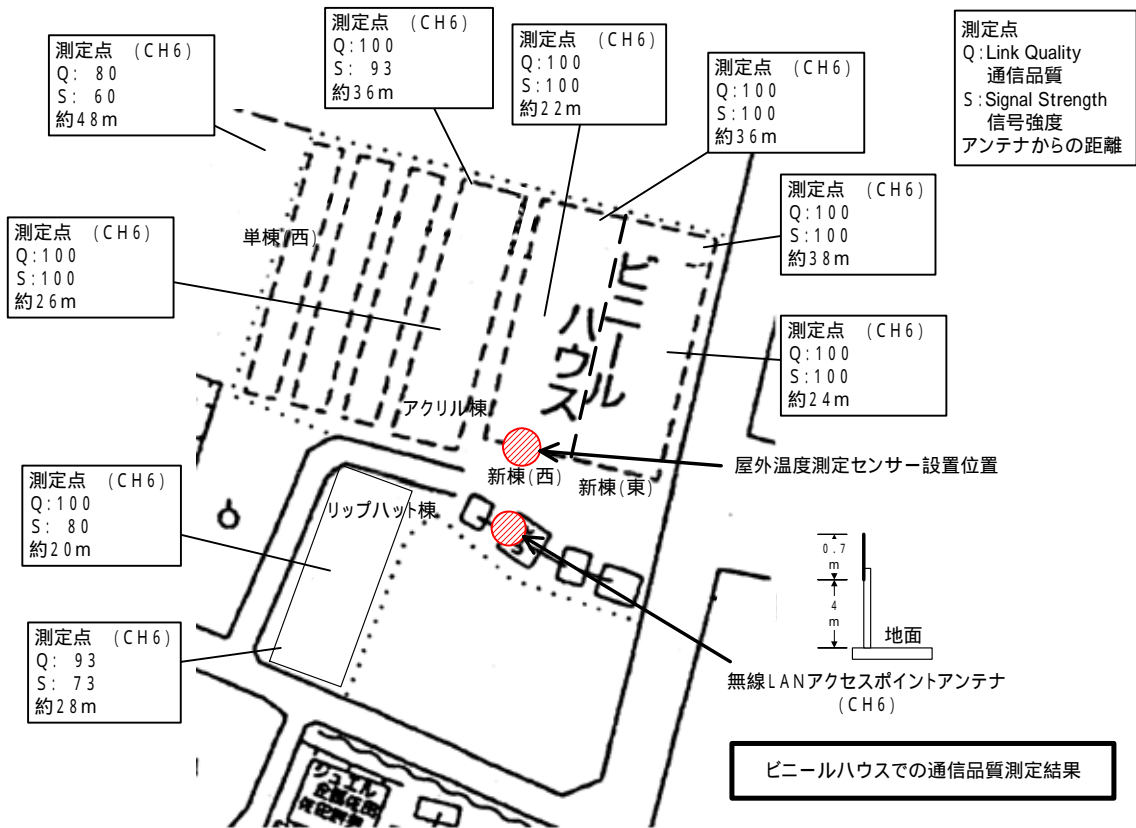 測定点 (CH6)
Q: 80
S: 60
約48m
測定点 (CH6)
Q:100
S: 93
約36m
測定点 (CH6)
Q:100
S:100
約22m
測定点 (CH6)
Q:100
S:100
約36m
測定点
Q:Link Quality
通信品質
S:Signal Strength
信号強度
アンテナからの距離
測定点 (CH6)
Q:100
S:100
約38m
測定点 (CH6)
Q:100
S:100
約26m
単棟(西)
ビニール
ハウス
測定点 (CH6)
Q:100
S:100
約24m
アクリル棟
屋外温度測定センサー設置位置
新棟(西)
新棟(東)
測定点 (CH6)
Q:100
S: 80
約20m
リップハット棟
0.7
m
4
m
地面
測定点 (CH6)
Q: 93
S: 73
約28m
無線LANアクセスポイントアンテナ
(CH6)
ビニールハウスでの通信品質測定結果
ジュエル